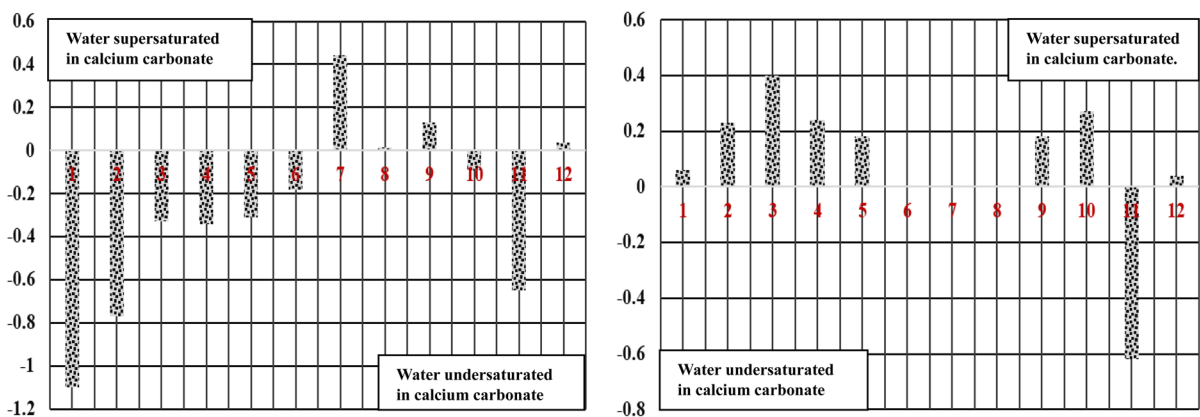 0.6
0.4
0.2
0
-0.2
-0.4
-0.6
-0.8
-1
-1.2
Water supersaturated
in calcium carbonate
1 2 3 4 5 6 7 8 9 10 11 12
Water undersaturated
in calcium carbonate
0.6
0.4
0.2
0
-0.2
-0.4
-0.6
-0.8
Water supersaturated
in calcium carbonate.
1 2 3 4 5 6 7 8 9 10 11 12
Water undersaturated
in calcium carbonate